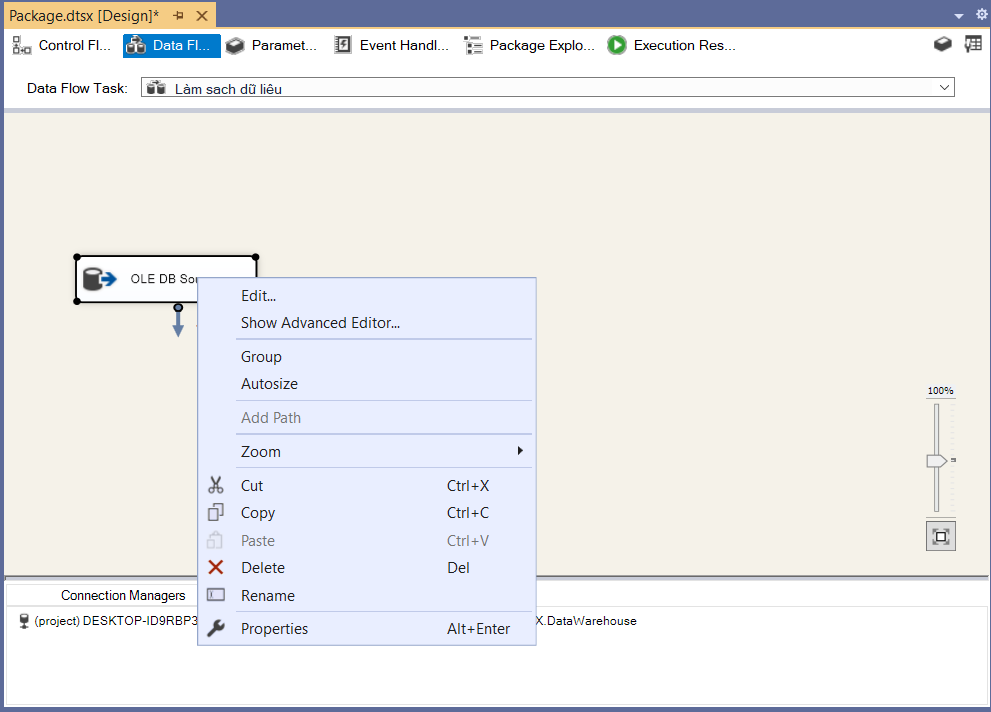 Package.dtsx [Design]*
Control Fl... Data Fl... Paramet... Event Handl... Package Explo... Execution Res...
Data Flow Task: Làm sach dữ liêu
OLE DB Sou
Edit...
Show Advanced Editor...
Group
Autosize
Add Path
Zoom
Cut Ctrl+X
Copy Ctrl+C
Paste Ctrl+V
Delete Del
Rename
Properties Alt+Enter
100%
Connection Managers
(project) DESKTOP-ID9RBP3 X.DataWarehouse